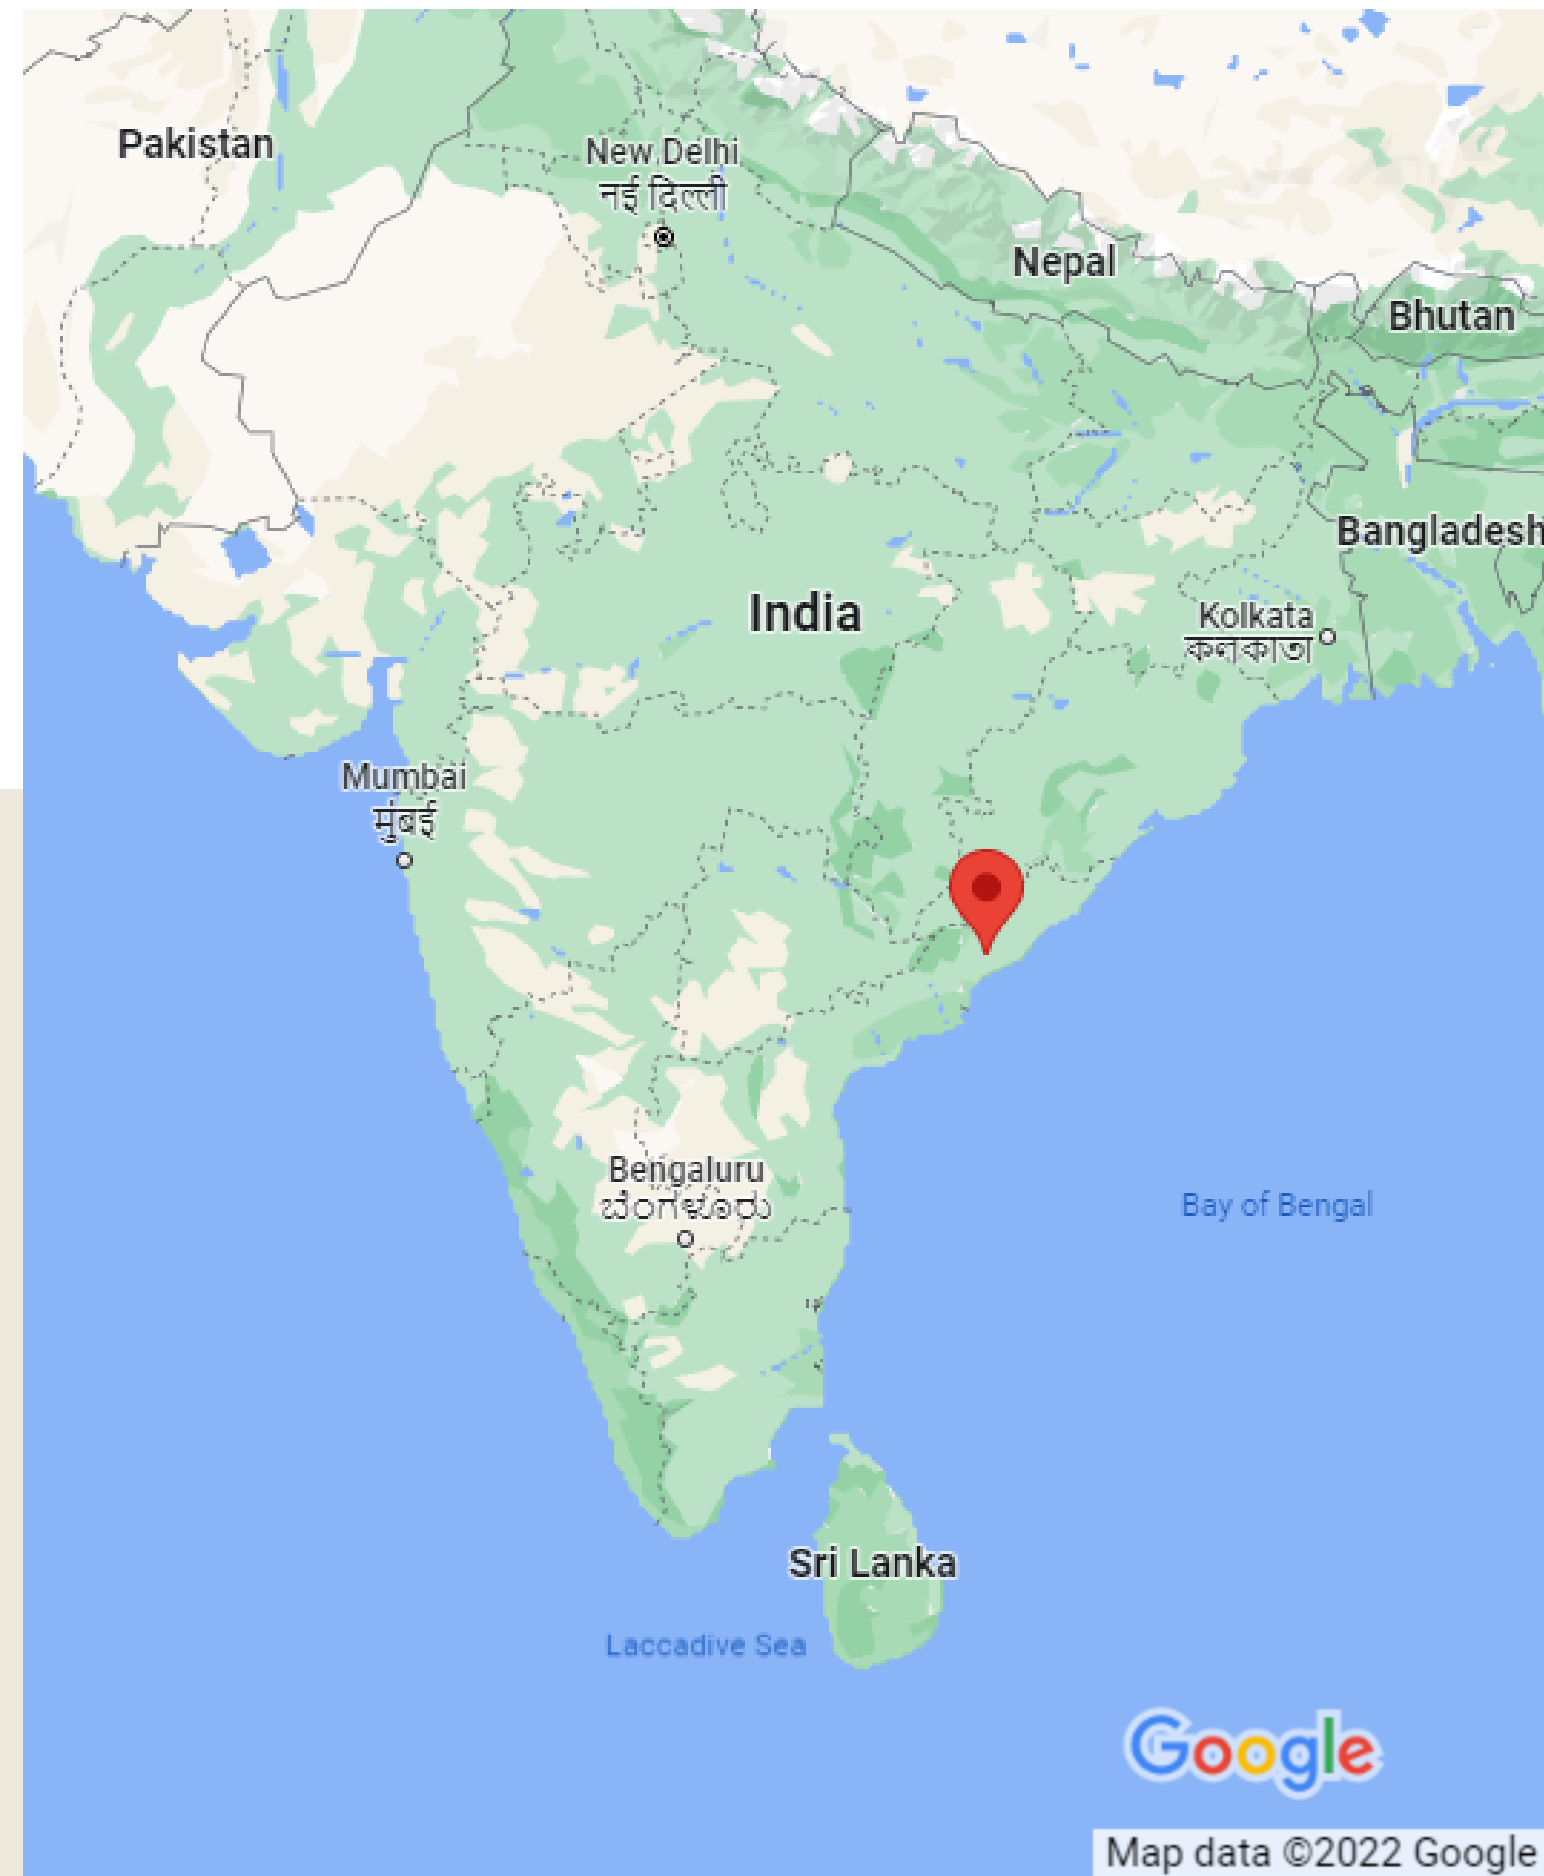 Pakistan
New Delhi
नई दिल्ली
Nepal
Bhutan
Bangladesh
India
Kolkata
কলকাতা
Mumbai
मुंबई
Bengaluru
ಬೆಂಗಳೂರು
Bay of Bengal
Sri Lanka
Laccadive Sea
Google
Map data ©2022 Google